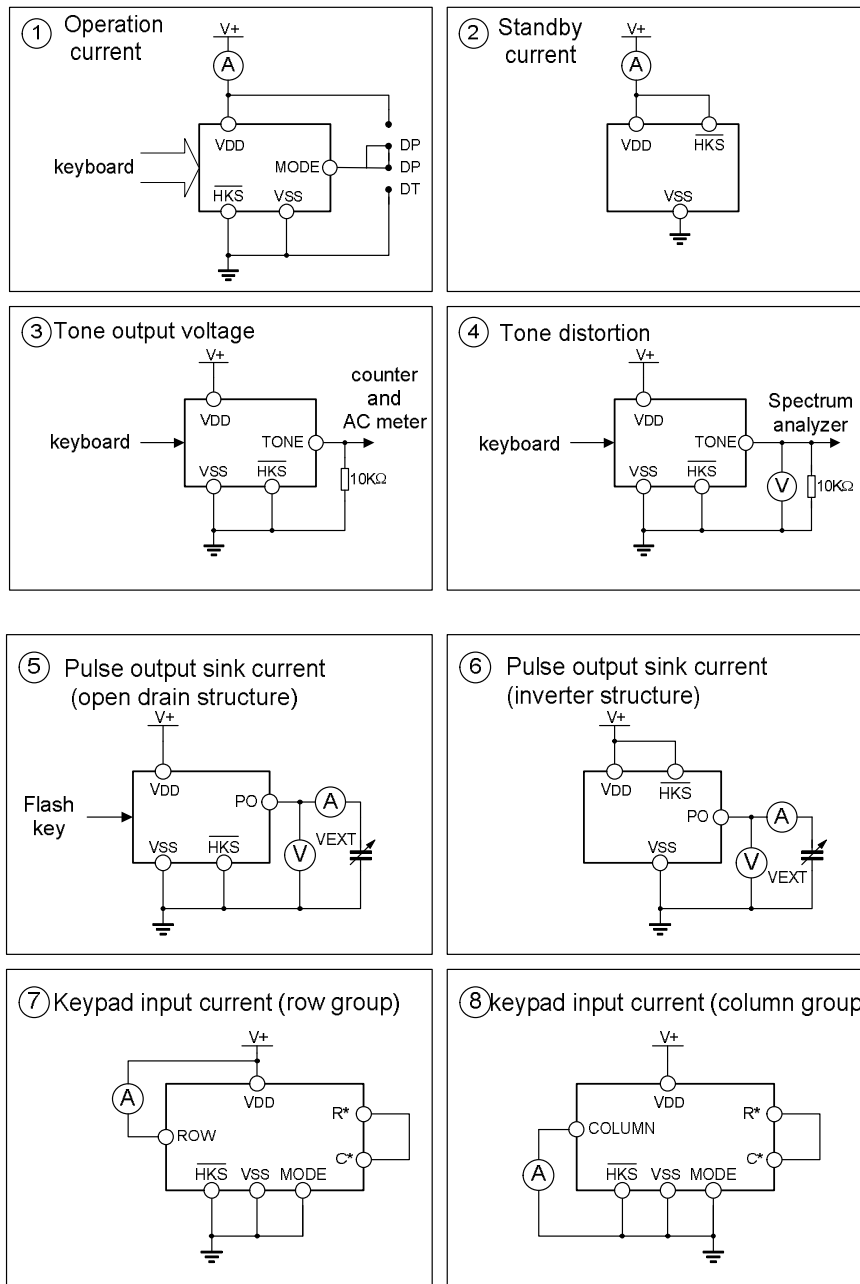 1 Operation
current
V+
A
VDD
keyboard
MODE
DP
DP
DT
HKS VSS
2 Standby
current
V+
A
VDD HKS
VSS
3 Tone output voltage
V+
VDD
counter
and
AC meter
keyboard
TONE
VSS HKS
10KΩ
4 Tone distortion
V+
VDD
Spectrum
analyzer
keyboard
TONE
VSS HKS
V
10KΩ
5 Pulse output sink current
(open drain structure)
V+
VDD
Flash
key
PO
A
VSS HKS
V
VEXT
6 Pulse output sink current
(inverter structure)
V+
VDD HKS
PO
A
VSS
V
VEXT
7 Keypad input current (row group)
V+
A
VDD
R*
ROW
C*
HKS VSS MODE
8 keypad input current (column group
V+
VDD
R*
COLUMN
C*
A
HKS VSS MODE